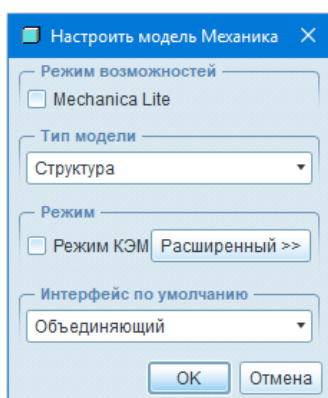 Настроить модель Механика
Режим возможностей
Mechanica Lite
Тип модели
Структура
Режим
Режим КЭМ Расширенный >>
Интерфейс по умолчанию
Объединяющий
OK Отмена